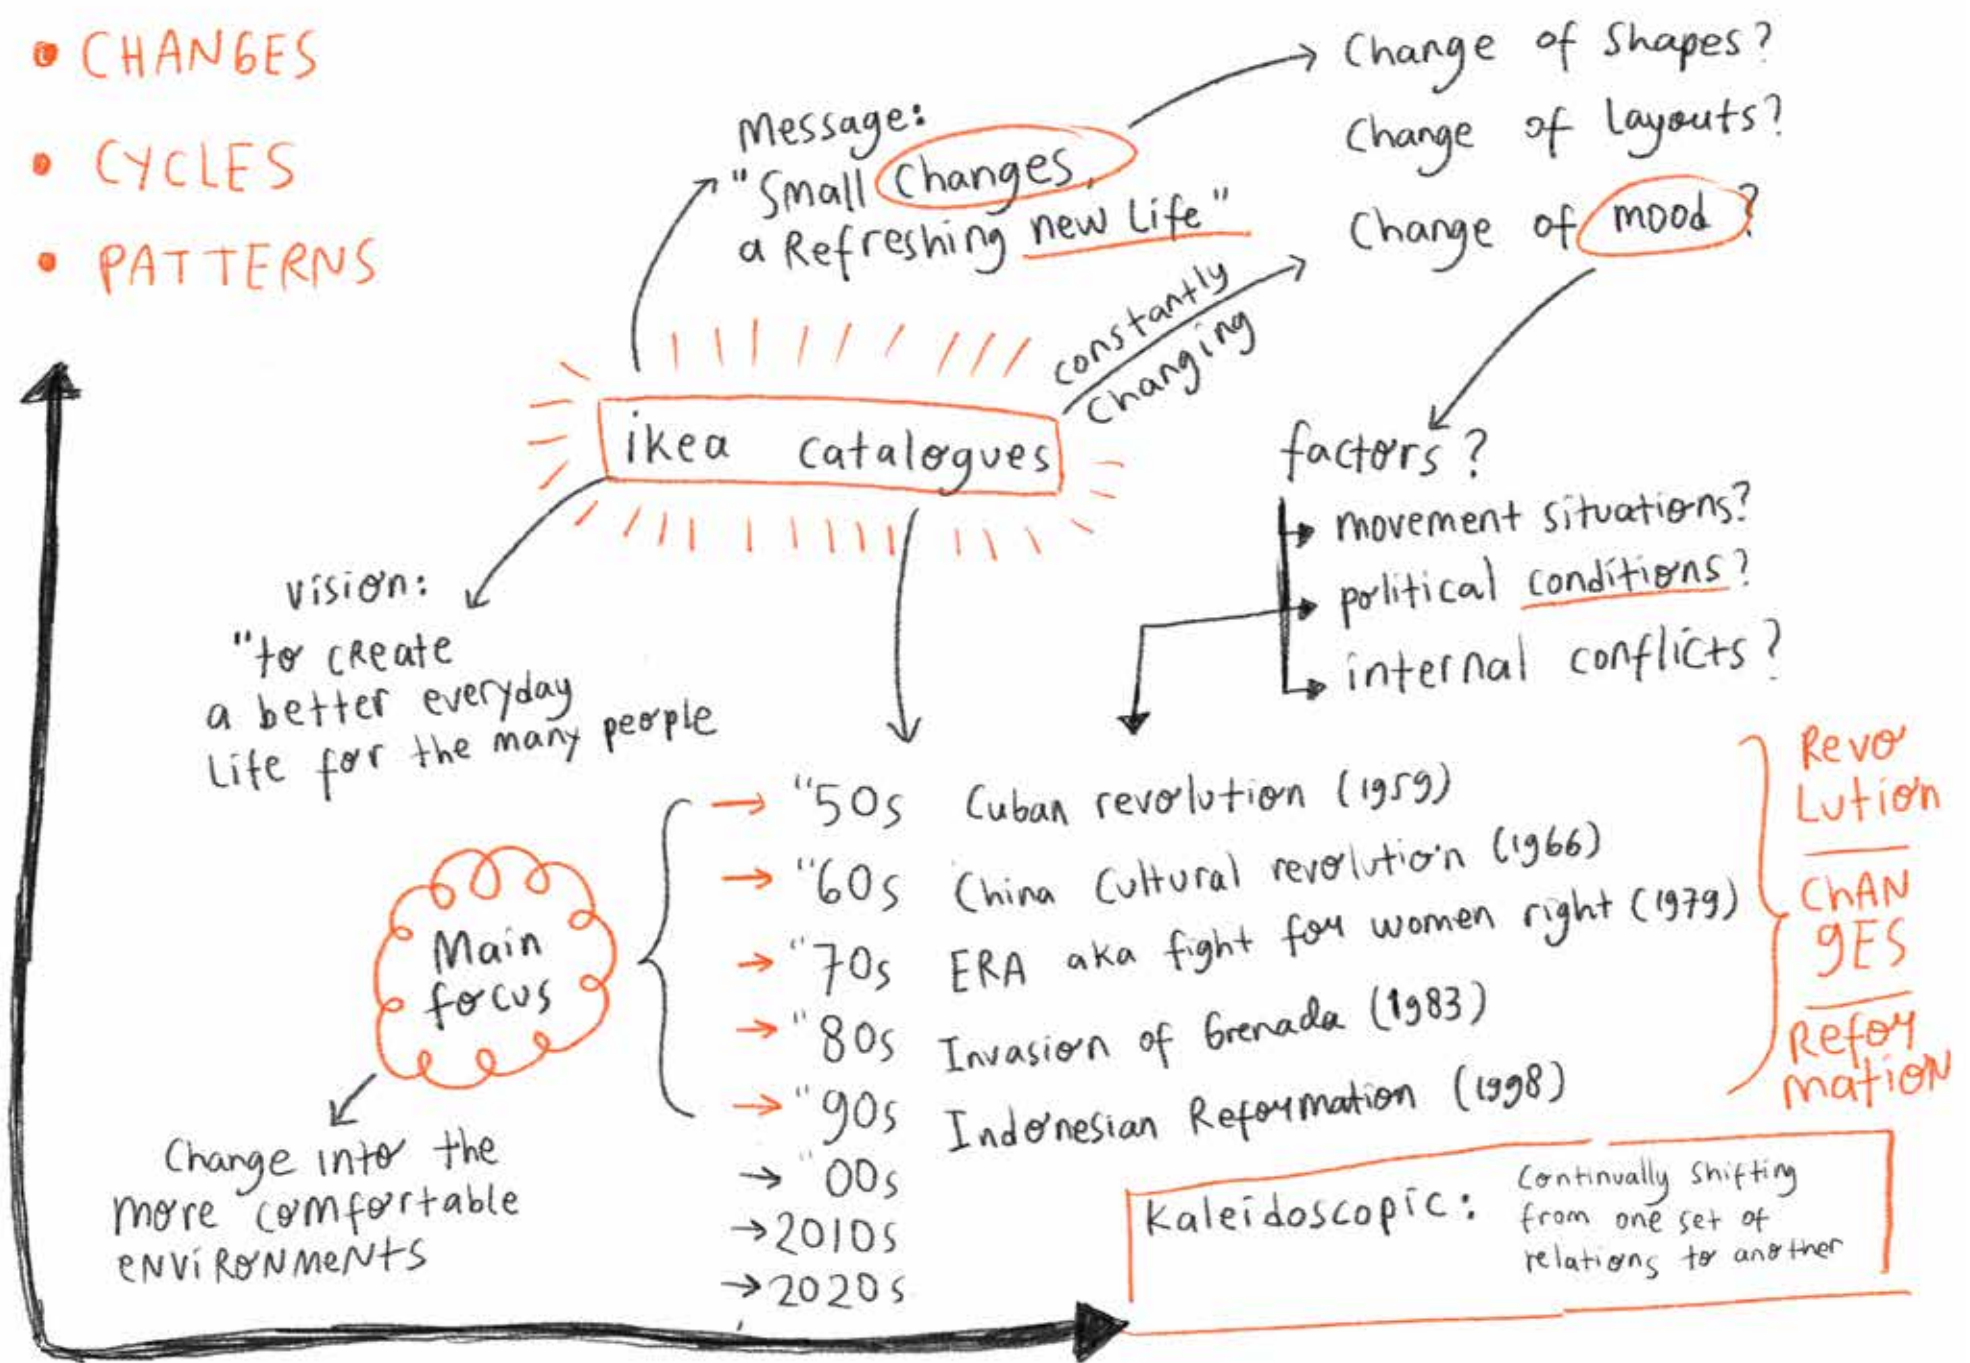 • CHANGES
• CYCLES
• PATTERNS
Message:
"Small Changes,
a Refreshing new Life"
Change of Shapes?
Change of Layouts?
Change of mood?
constantly
Changing
ikea catalogues
factors?
movement situations?
political conditions?
internal conflicts?
vision:
"to create
a better everyday
Life for the many people
Main
focus
Change into the
more comfortable
environments
"50s Cuban revolution (1959)
"60s China Cultural revolution (1966)
"70s ERA aka fight for women right (1979)
"80s Invasion of Grenada (1983)
"90s Indonesian Reformation (1998)
"00s
2010s
2020s
Revo
Lution
ChAN
gES
Refor
mation
Kaleidoscopic:
Continually Shifting
from one set of
relations to another